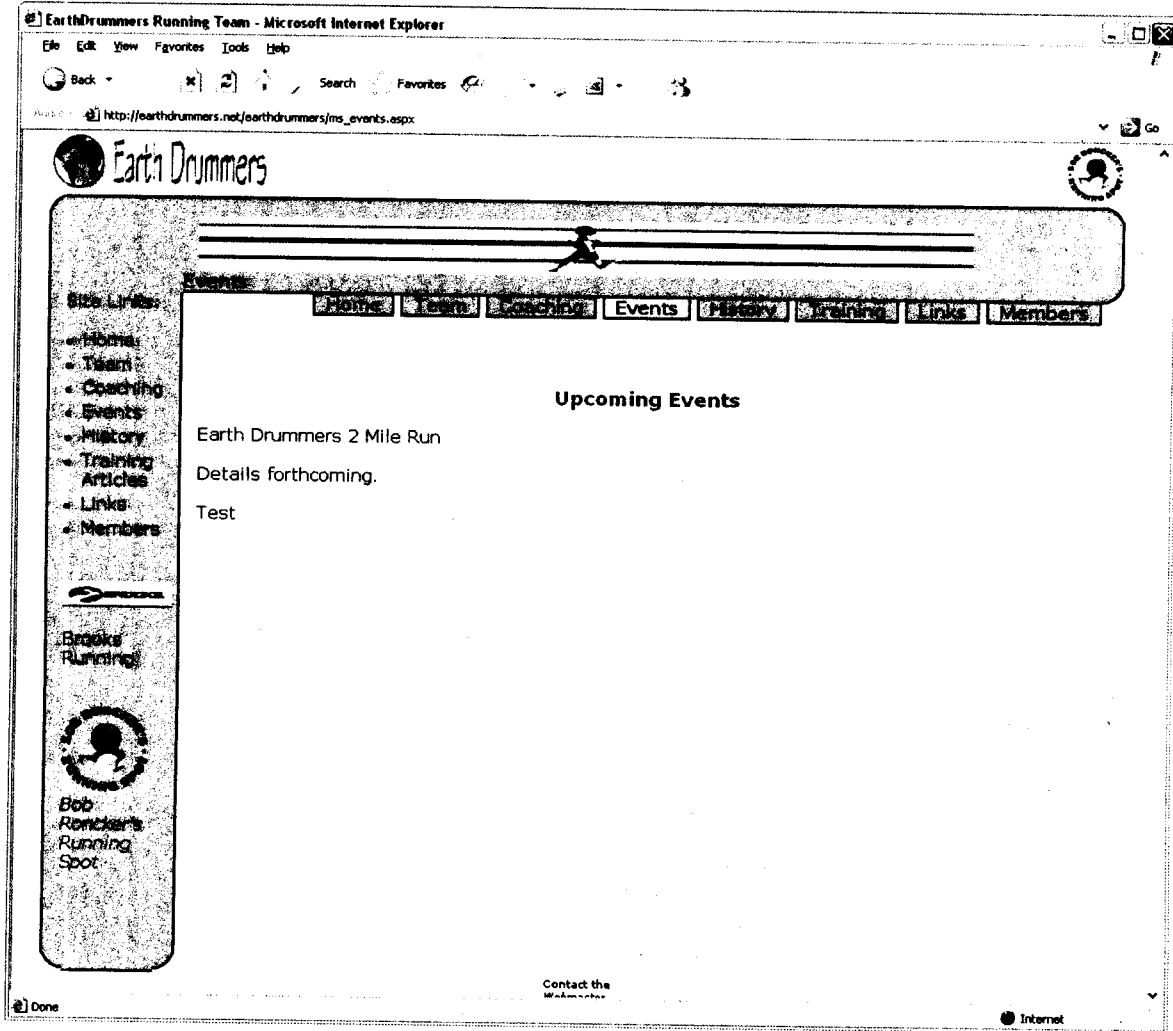 EarthDrummers Running Team - Microsoft Internet Explorer
File Edit View Favorites Tools Help
Back Search Favorites
http://earthdrummers.net/earthdrummers/ms_events.aspx Go
Earth Drummers
Events
Home Team Coaching Events History Training Links Members
Site Links:
Home
Team
Coaching
Events
History
Training
Articles
Links
Members
Brooks
Running
Bob
Roncker's
Running
Spot
Upcoming Events
Earth Drummers 2 Mile Run
Details forthcoming.
Test
Contact the
Webmaster
Done Internet